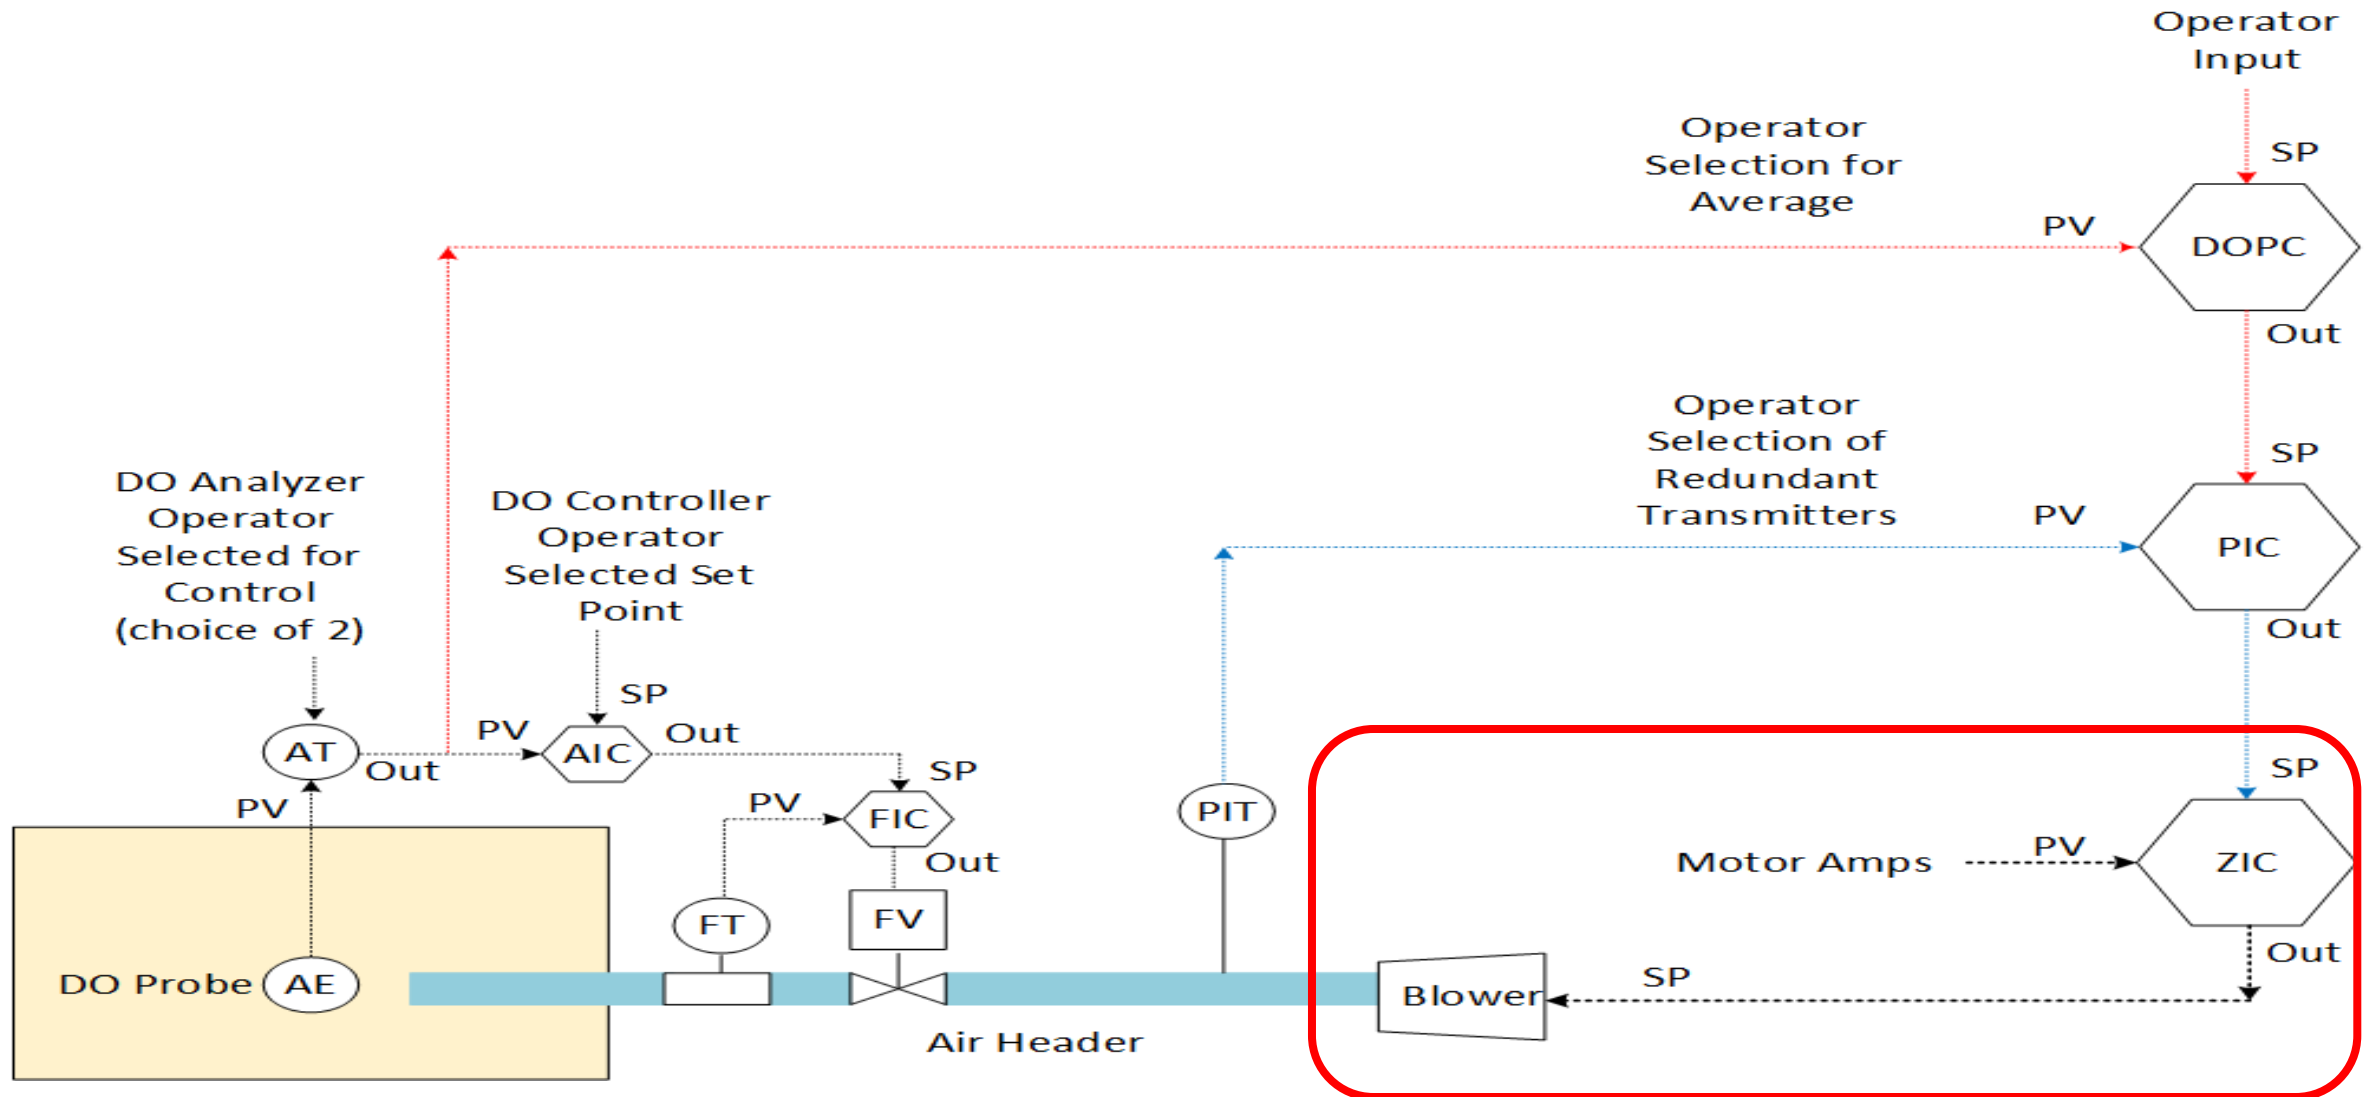 Operator
Input
SP
Operator
Selection for
Average
PV
DOPC
Out
Operator
Selection of
Redundant
Transmitters
SP
PV
PIC
Out
DO Analyzer
Operator
Selected for
Control
(choice of 2)
DO Controller
Operator
Selected Set
Point
SP
AT
Out
PV
AIC
Out
SP
PV
PV
FIC
Out
PIT
SP
Motor Amps
PV
ZIC
Out
FT
FV
DO Probe
AE
Blower
SP
Air Header